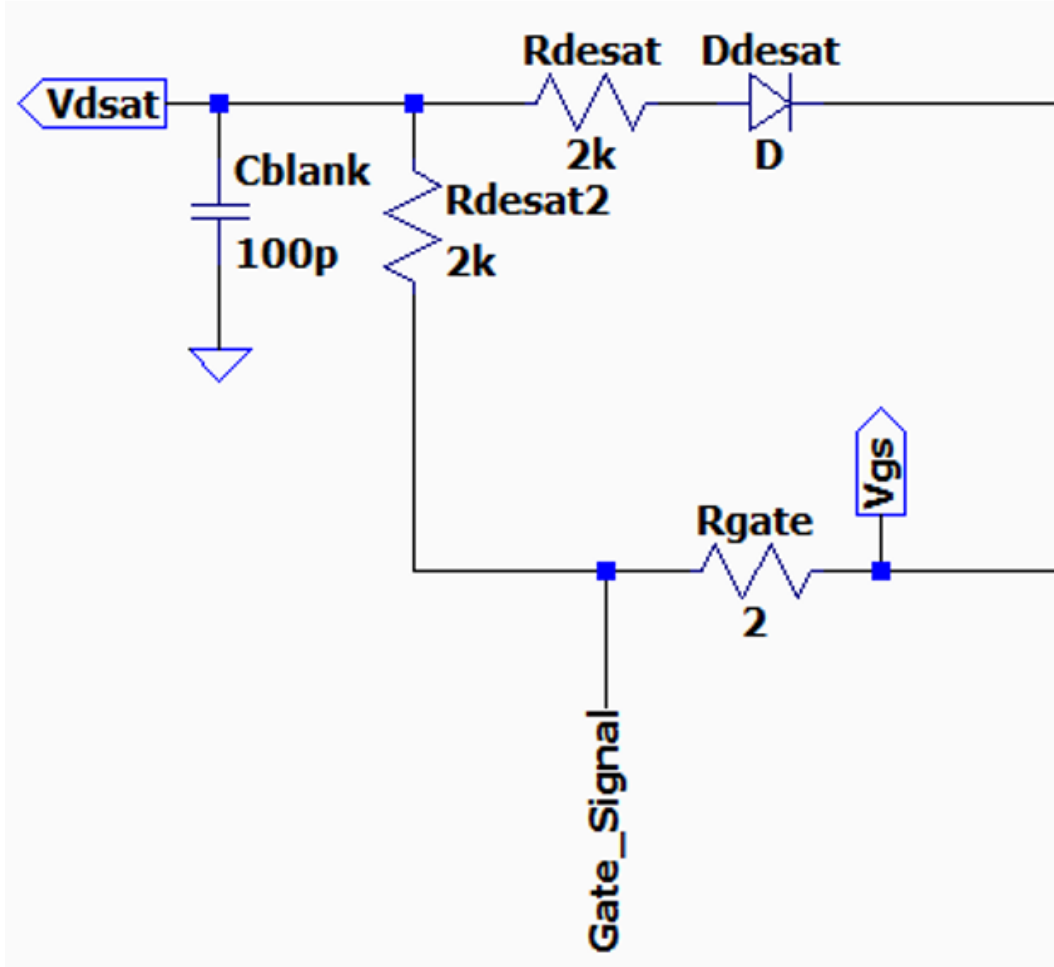 Rdesat
Ddesat
Vdsat
2k
D
Cblank
100p
Rdesat2
2k
Vgs
Rgate
2
Gate_Signal